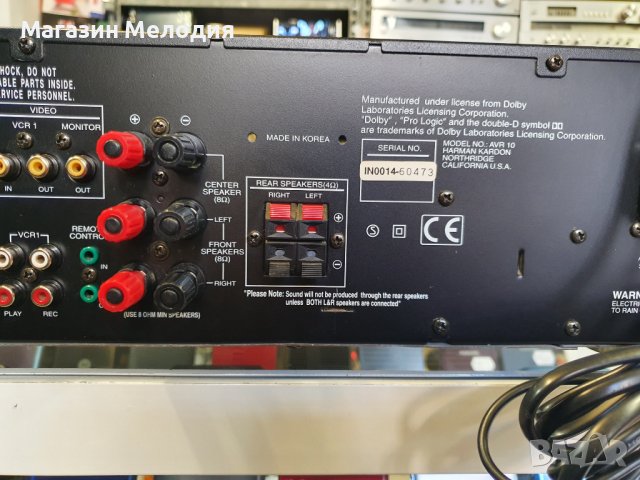 Магазин Мелодия
SHOCK, DO NOT
ABLE PARTS INSIDE.
SERVICE PERSONNEL.
VIDEO
VCR 1
MONITOR
IN
OUT
OUT
MADE IN KOREA
Manufactured under license from Dolby
Laboratories Licensing Corporation.
"Dolby", "Pro Logic" and the double-D symbol
are trademarks of Dolby Laboratories Licensing Corporation.
SERIAL NO.
IN0014-60473
MODEL NO.: AVR 10
HARMAN KARDON
NORTHRIDGE
CALIFORNIA U.S.A.
CENTER
SPEAKER
(8Ω)
LEFT
FRONT
SPEAKERS
(8Ω)
RIGHT
REAR SPEAKERS(4Ω)
RIGHT
LEFT
S
CE
VCR1
REMOTE
CONTROL
IN
PLAY
REC
(USE 8 OHM MIN SPEAKERS)
*Please Note: Sound will not be produced through the rear speakers
unless BOTH L&R speakers are connected*
WARN
ELECTRI
TO RAIN
BAZAR